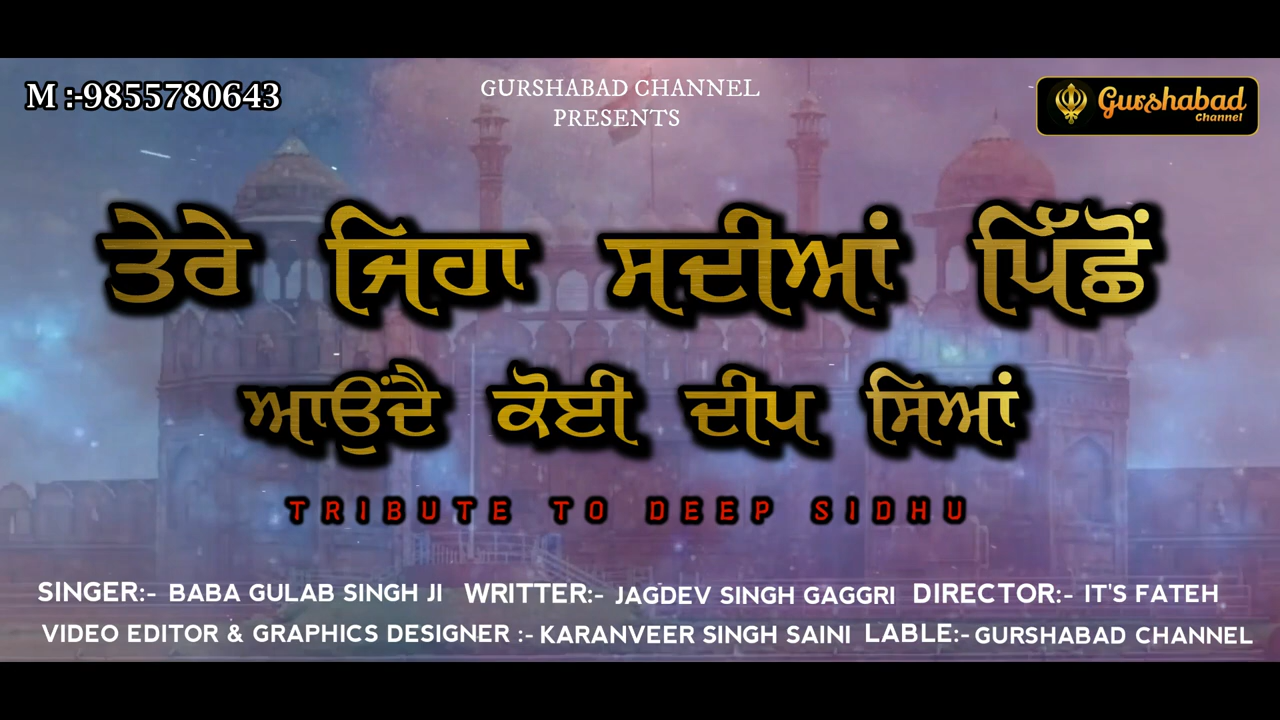 M :-9855780643
GURSHABAD CHANNEL
PRESENTS
Gurshabad
Channel
ਤੇਰੇ ਜਿਹਾ ਸਦੀਆਂ ਪਿੱਛੋਂ
ਆਉਂਦੈ ਕੋਈ ਦੀਪ ਸਿਆਂ
TRIBUTE TO DEEP SIDHU
SINGER:- BABA GULAB SINGH JI WRITTER:- JAGDEV SINGH GAGGRI DIRECTOR:- IT'S FATEH
VIDEO EDITOR & GRAPHICS DESIGNER :- KARANVEER SINGH SAINI LABLE:- GURSHABAD CHANNEL